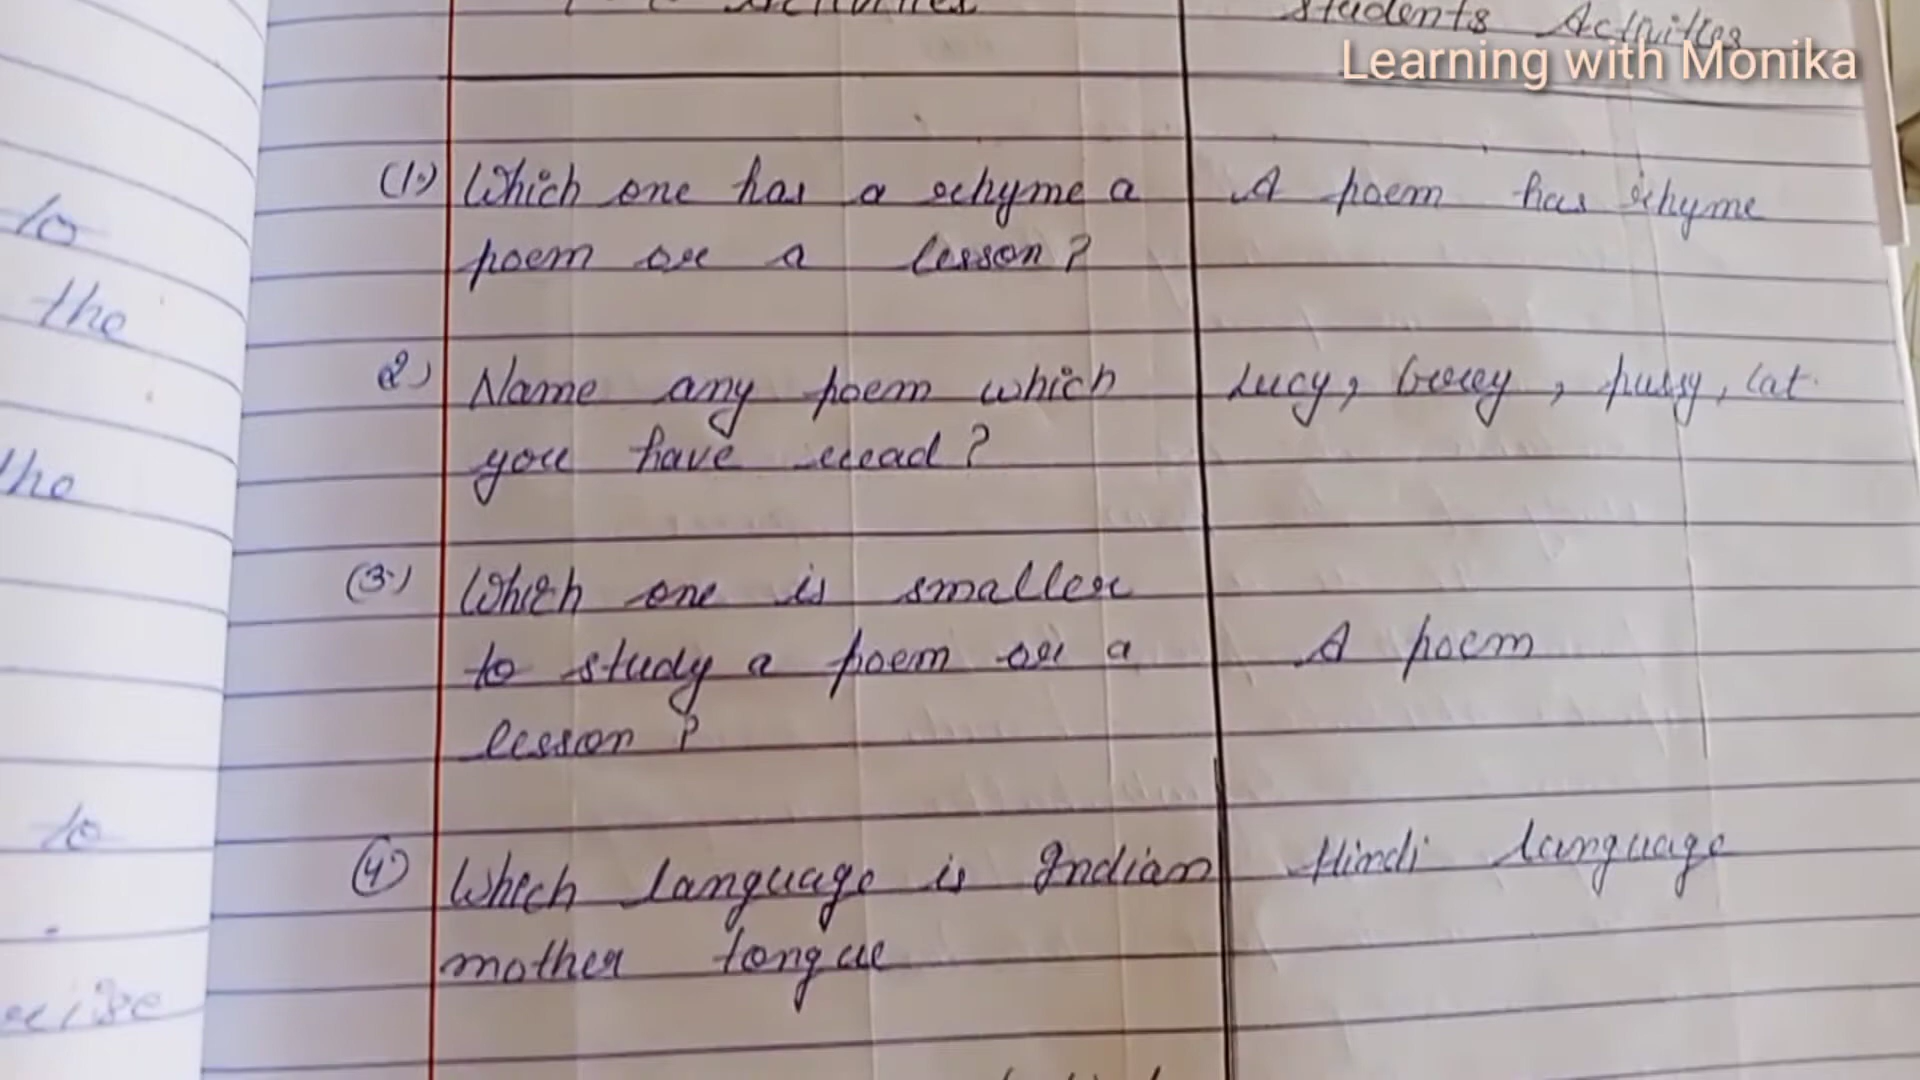 Activities
Students Activities
Learning with Monika
(1.) Which one has a rhyme a
poem or a lesson?
A poem has rhyme
2) Name any poem which
you have read?
Lucy, Grey, pussy, cat.
(3.) Which one is smaller
to study a poem or a
lesson?
A poem
(4) Which language is Indian
mother tongue
Hindi language
to
the
the
to